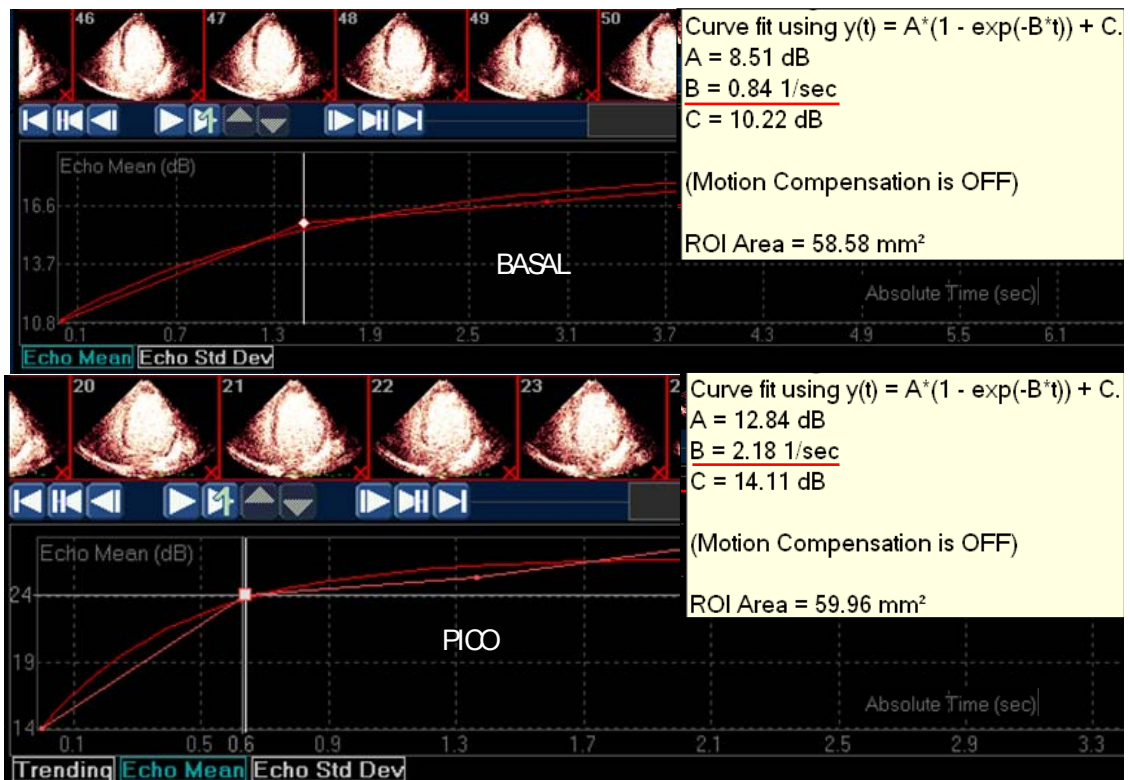 46 47 48 49 50
Curve fit using y(t) = A*(1 - exp(-B*t)) + C.
A = 8.51 dB
B = 0.84 1/sec
C = 10.22 dB
(Motion Compensation is OFF)
ROI Area = 58.58 mm²
Echo Mean (dB)
16.6
13.7
10.8
BASAL
Absolute Time (sec)
0.1 0.7 1.3 1.9 2.5 3.1 3.7 4.3 4.9 5.5 6.1
Echo Mean Echo Std Dev
20 21 22 23
Curve fit using y(t) = A*(1 - exp(-B*t)) + C.
A = 12.84 dB
B = 2.18 1/sec
C = 14.11 dB
(Motion Compensation is OFF)
ROI Area = 59.96 mm²
Echo Mean (dB)
24
19
14
PICO
Absolute Time (sec)
0.1 0.5 0.6 0.9 1.3 1.7 2.1 2.5 2.9 3.3
Trending Echo Mean Echo Std Dev